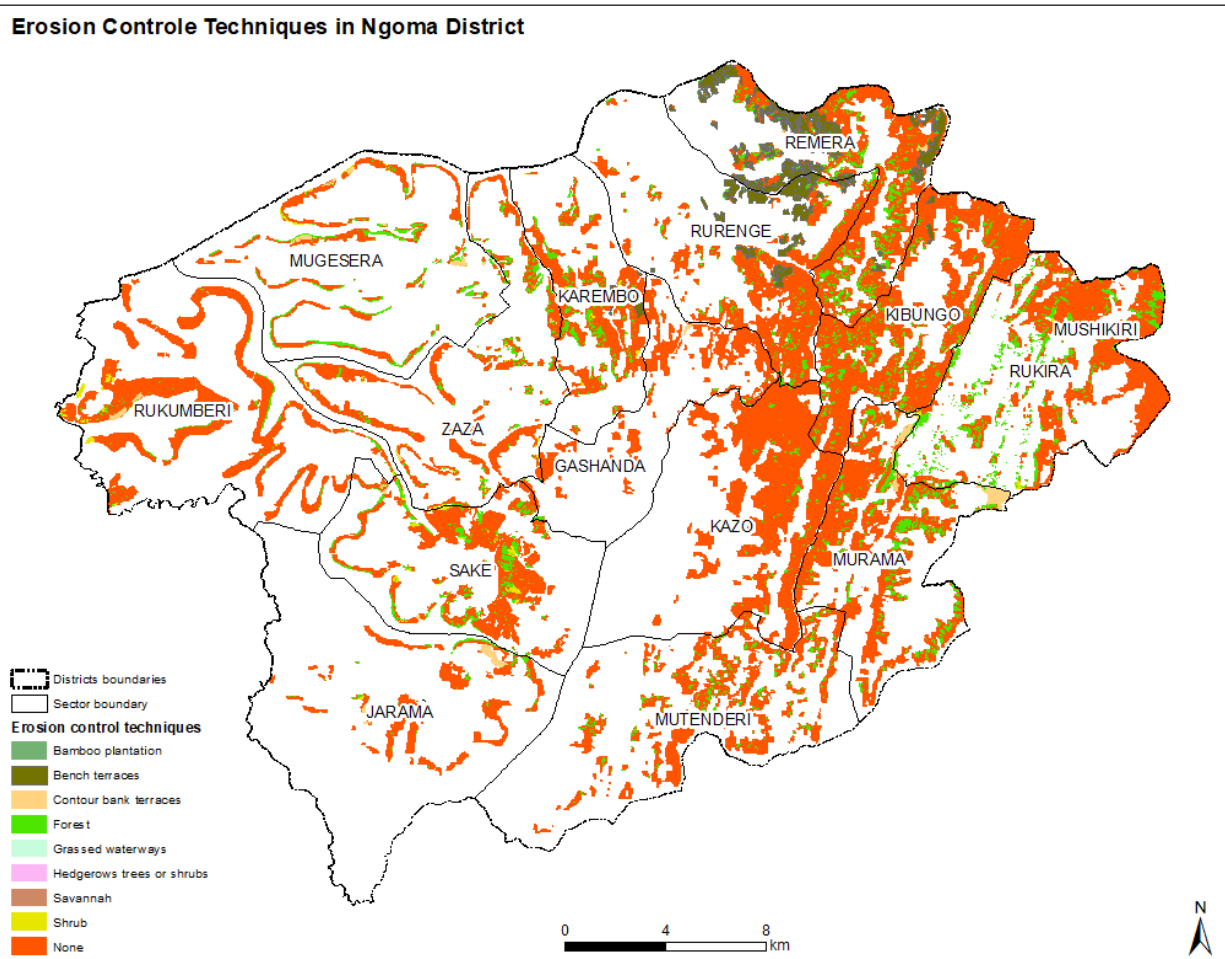 Erosion Controle Techniques in Ngoma District
REMERA
RURENGE
MUGESERA
KAREMBO
KIBUNGO
MUSHIKIRI
RUKIRA
RUKUMBERI
ZAZA
GASHANDA
KAZO
MURAMA
SAKE
JARAMA
MUTENDERI
Districts boundaries
Sector boundary
Erosion control techniques
Bamboo plantation
Bench terraces
Contour bank terraces
Forest
Grassed waterways
Hedgerows trees or shrubs
Savannah
Shrub
None
0 4 8
km
N